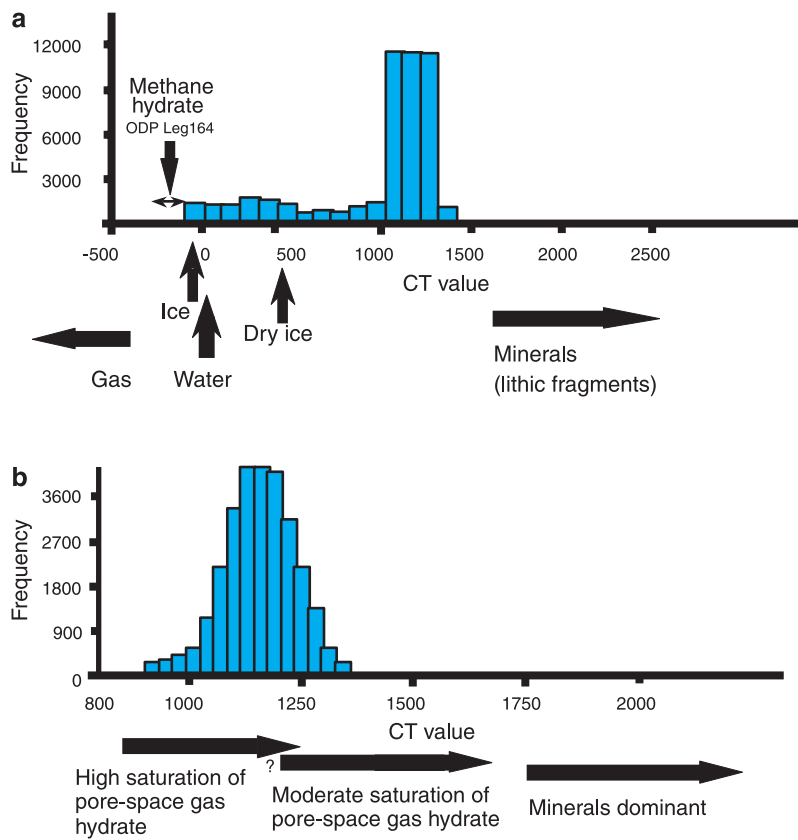 a
12000
9000
6000
3000
Frequency
Methane
hydrate
ODP Leg164
-500
0
500
1000
1500
2000
2500
CT value
Ice
Dry ice
Gas
Water
Minerals
(lithic fragments)
b
3600
2700
1800
900
0
Frequency
800
1000
1250
1500
1750
2000
CT value
High saturation of
pore-space gas
hydrate
?
Moderate saturation of
pore-space gas hydrate
Minerals dominant